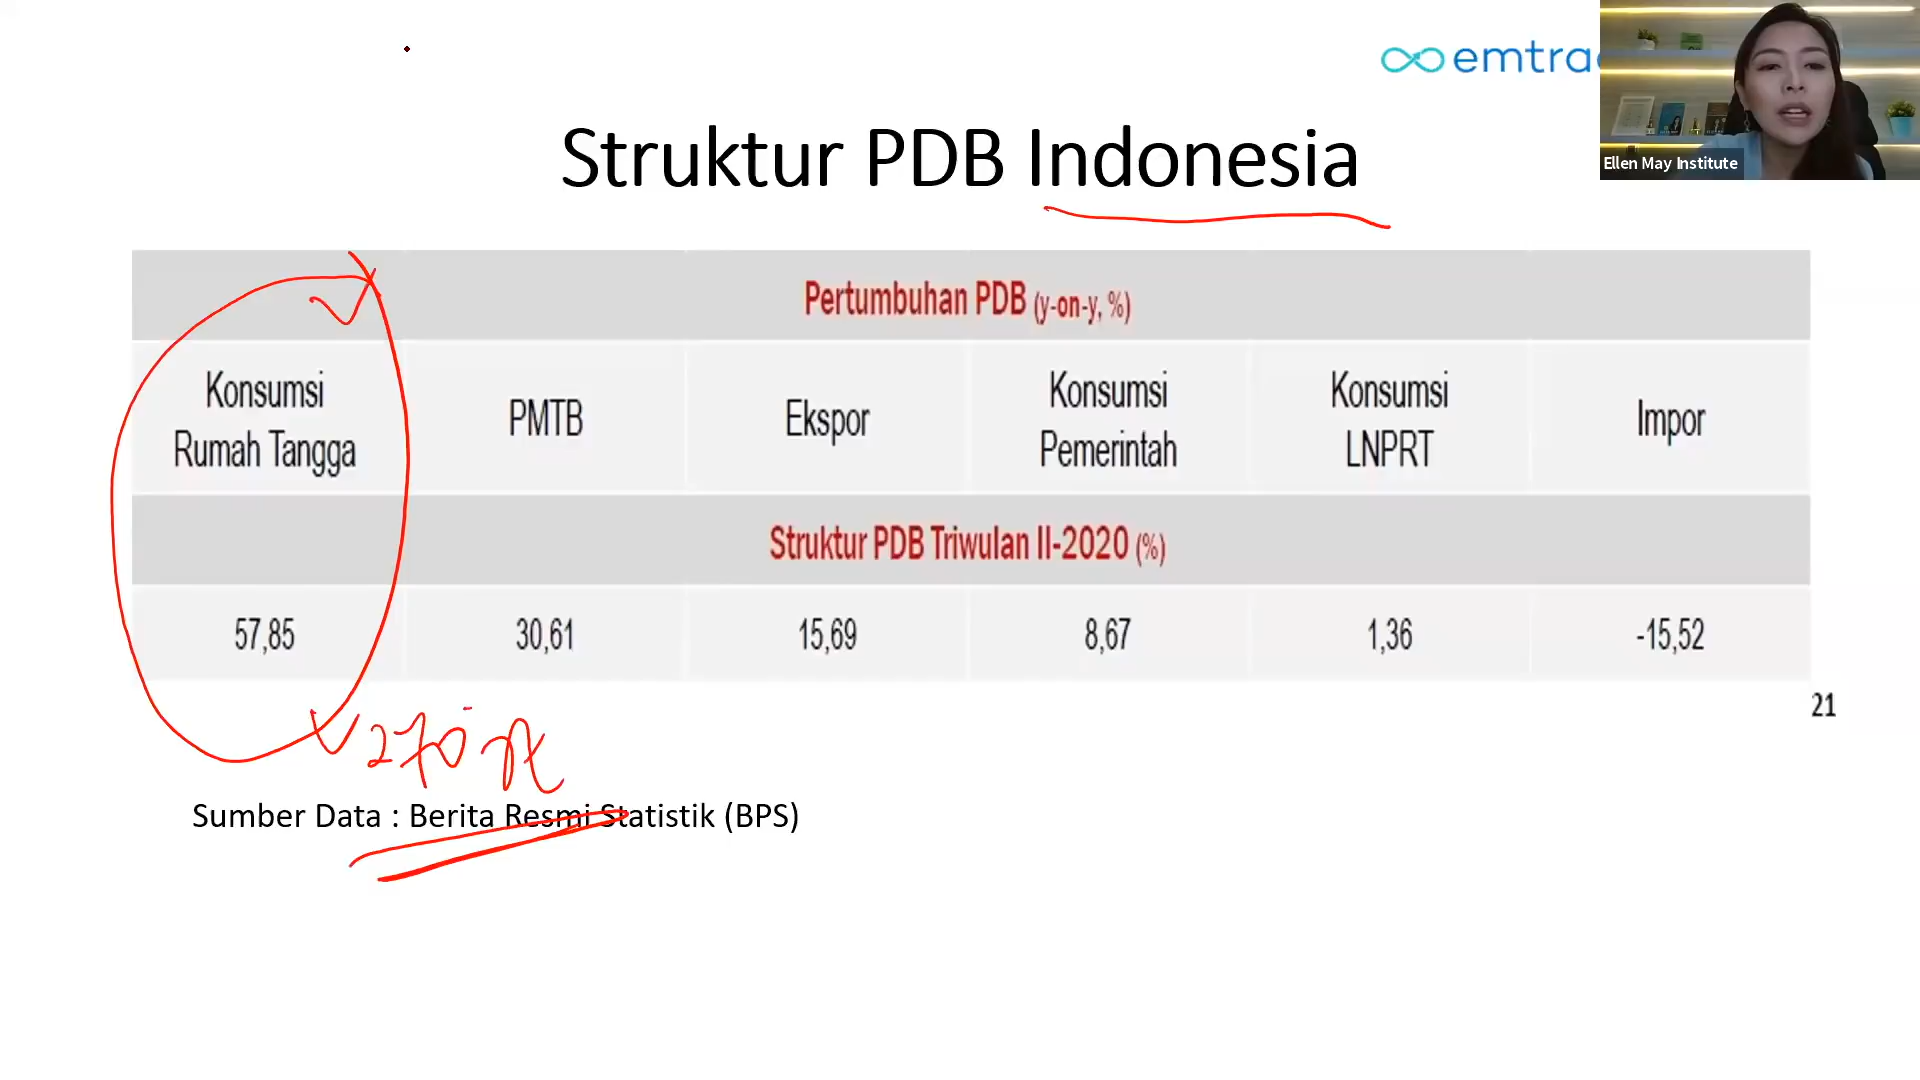 emtra
Ellen May Institute
Struktur PDB Indonesia
Pertumbuhan PDB (y-on-y, %)
Konsumsi Rumah Tangga
PMTB
Ekspor
Konsumsi Pemerintah
Konsumsi LNPRT
Impor
Struktur PDB Triwulan II-2020 (%)
57,85
30,61
15,69
8,67
1,36
-15,52
21
270
Sumber Data : Berita Resmi Statistik (BPS)